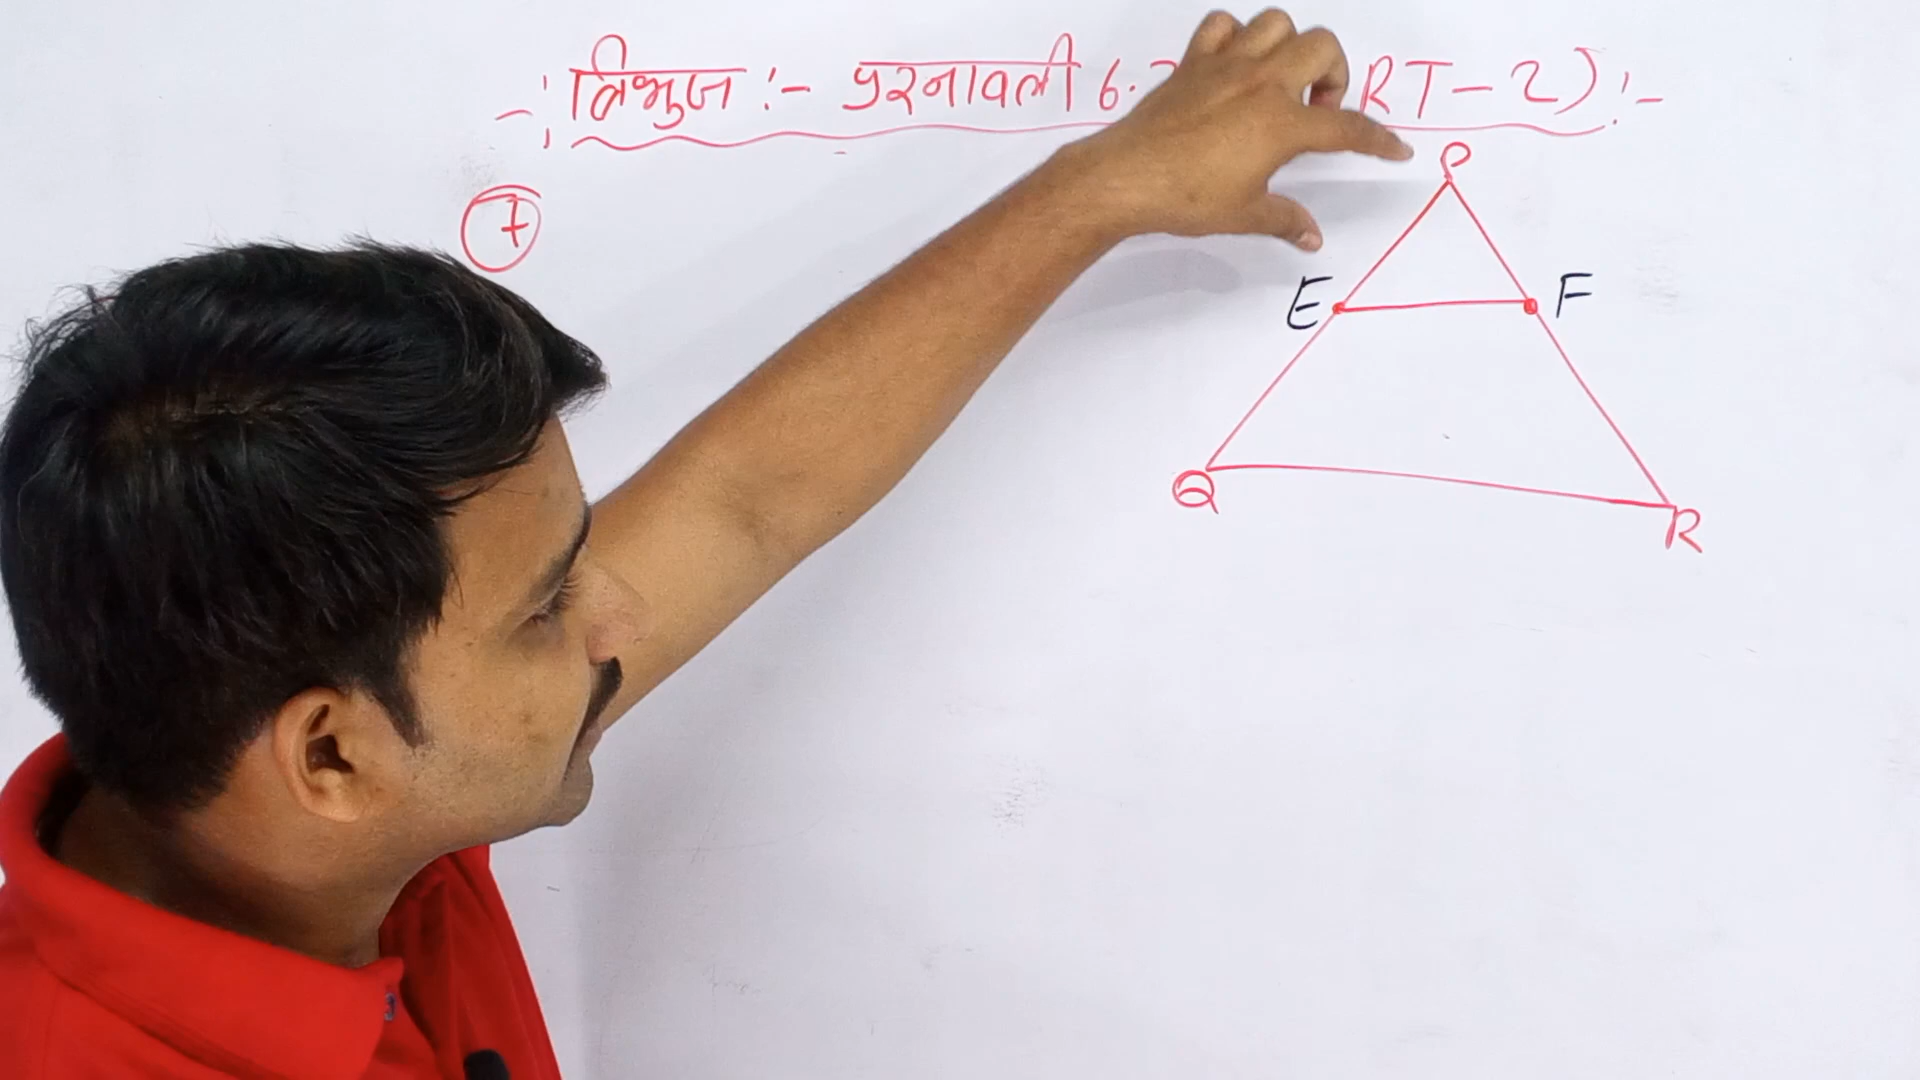 -: त्रिभुज :- प्रश्नावली 6. RT-2) :-
7
P
E F
Q
R